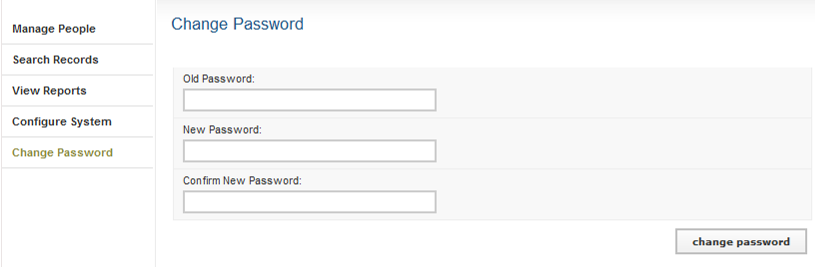 Manage People
Search Records
View Reports
Configure System
Change Password
Change Password
Old Password:
New Password:
Confirm New Password:
change password